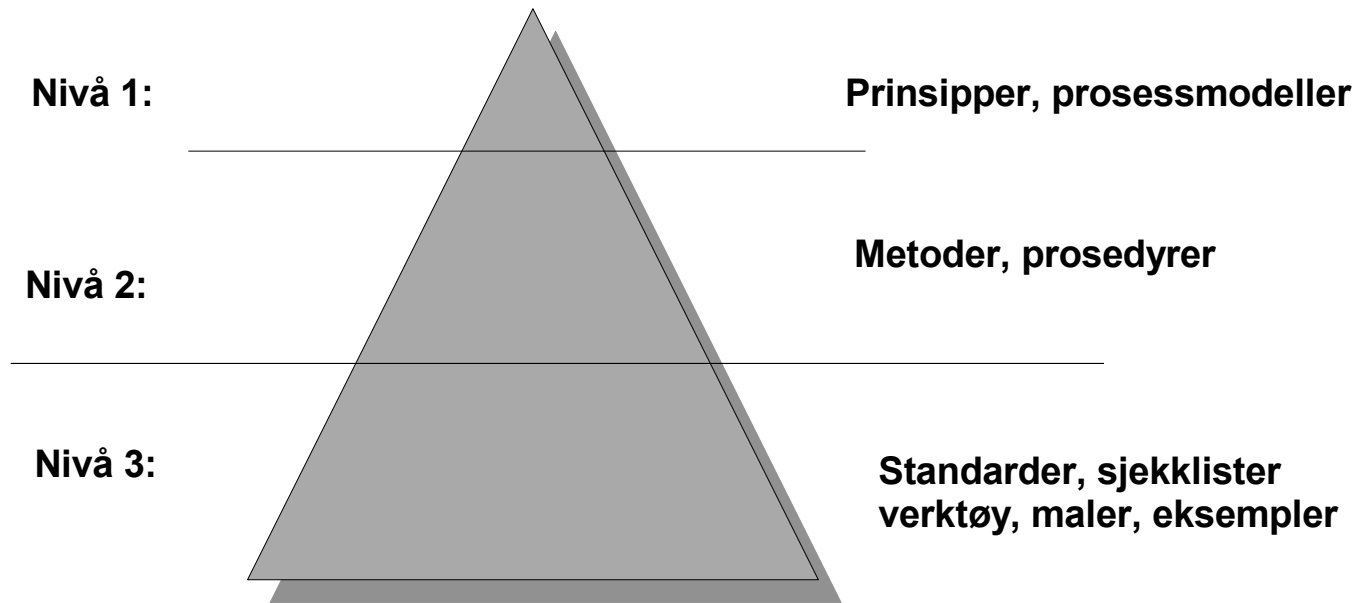 Nivå 1:
Prinsipper, prosessmodeller
Metoder, prosedyrer
Nivå 2:
Nivå 3:
Standarder, sjekklister
verktøy, maler, eksempler